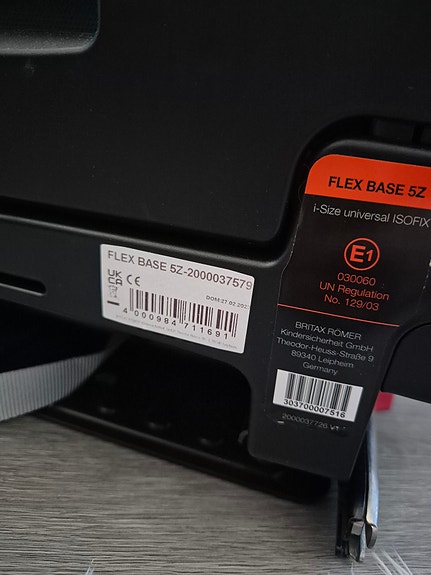 FLEX BASE 5Z-2000037579
UK
CA
CE
DOM:27 02 202
4 000984 711691
FLEX BASE 5Z
i-Size universal ISOFIX
E1
030060
UN Regulation
No. 129/03
BRITAX RÖMER
Kindersicherheit GmbH
Theodor-Heuss-Straße 9
89340 Leipheim
Germany
303700007516
2000037726 V1